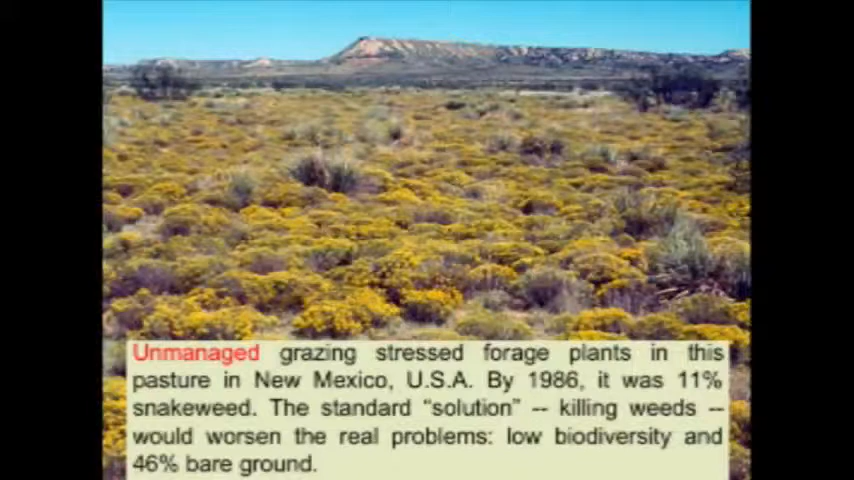 Unmanaged grazing stressed forage plants in this
pasture in New Mexico, U.S.A. By 1986, it was 11%
snakeweed. The standard “solution” -- killing weeds --
would worsen the real problems: low biodiversity and
46% bare ground.